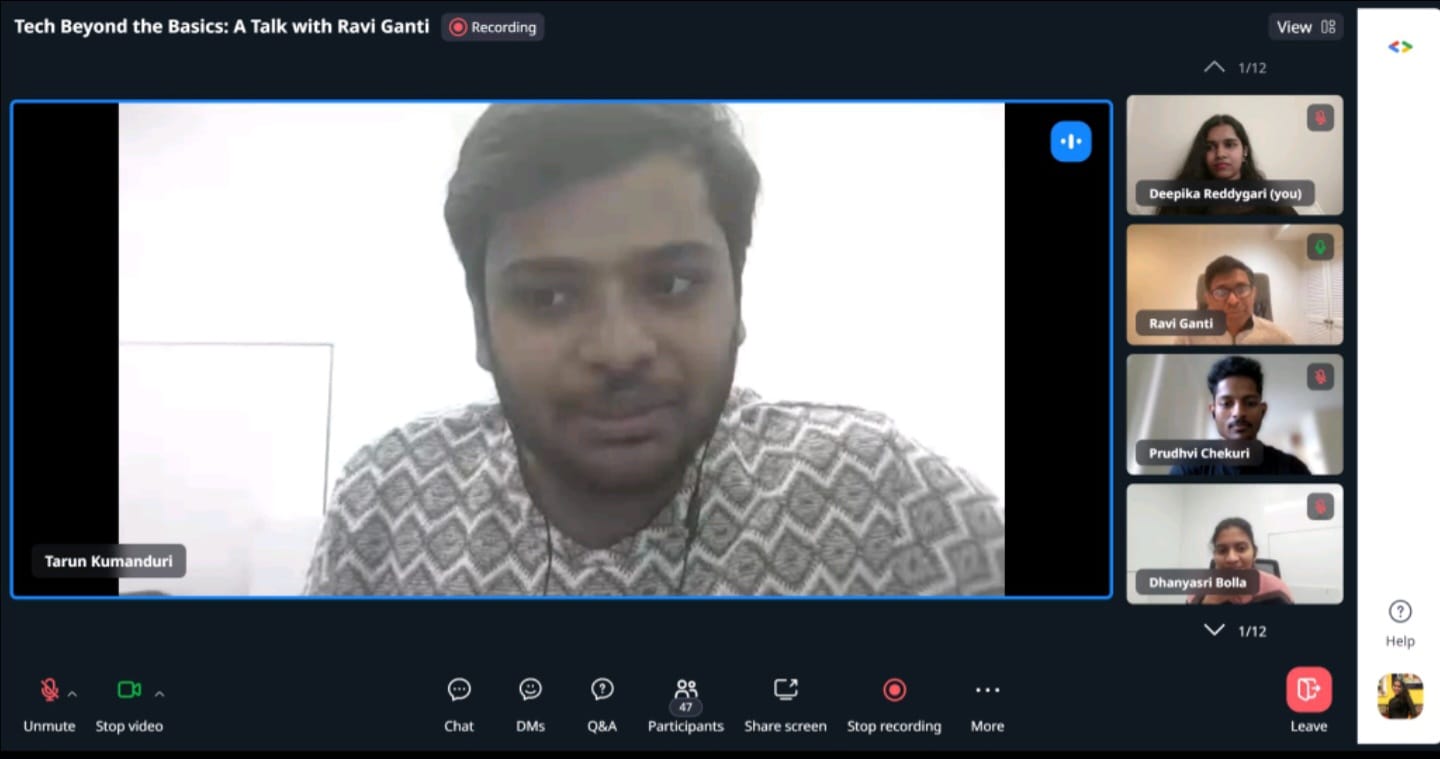 Tech Beyond the Basics: A Talk with Ravi Ganti
Recording
View
1/12
Deepika Reddygari (you)
Ravi Ganti
Prudhvi Chekuri
Tarun Kumanduri
Dhanyasri Bolla
1/12
Help
47
Unmute
Stop video
Chat
DMs
Q&A
Participants
Share screen
Stop recording
More
Leave